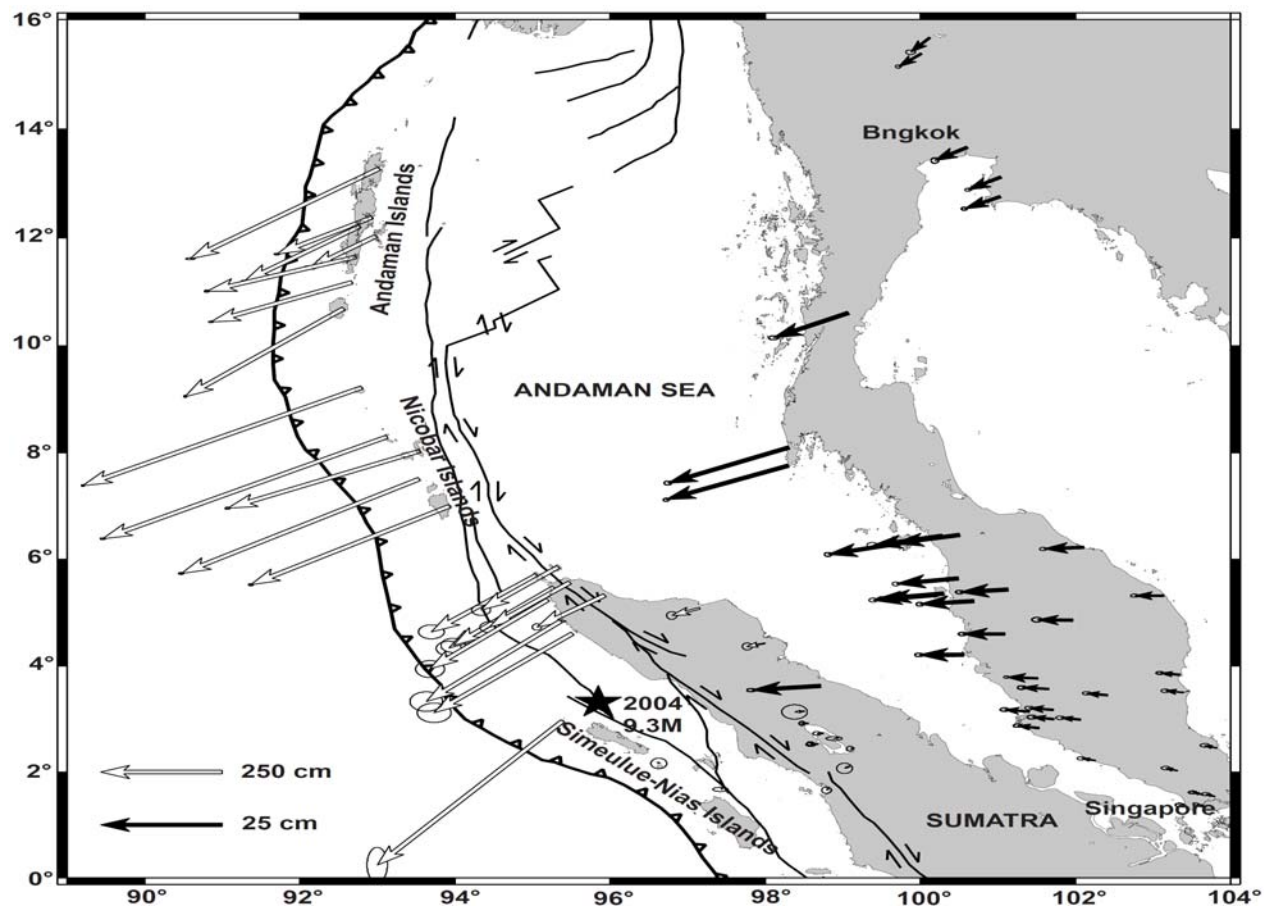 16°
14°
12°
10°
8°
6°
4°
2°
0°
90°
92°
94°
96°
98°
100°
102°
104°
Bngkok
Andaman Islands
ANDAMAN SEA
Nicobar Islands
2004
9.3M
Simeulue-Nias Islands
250 cm
25 cm
SUMATRA
Singapore